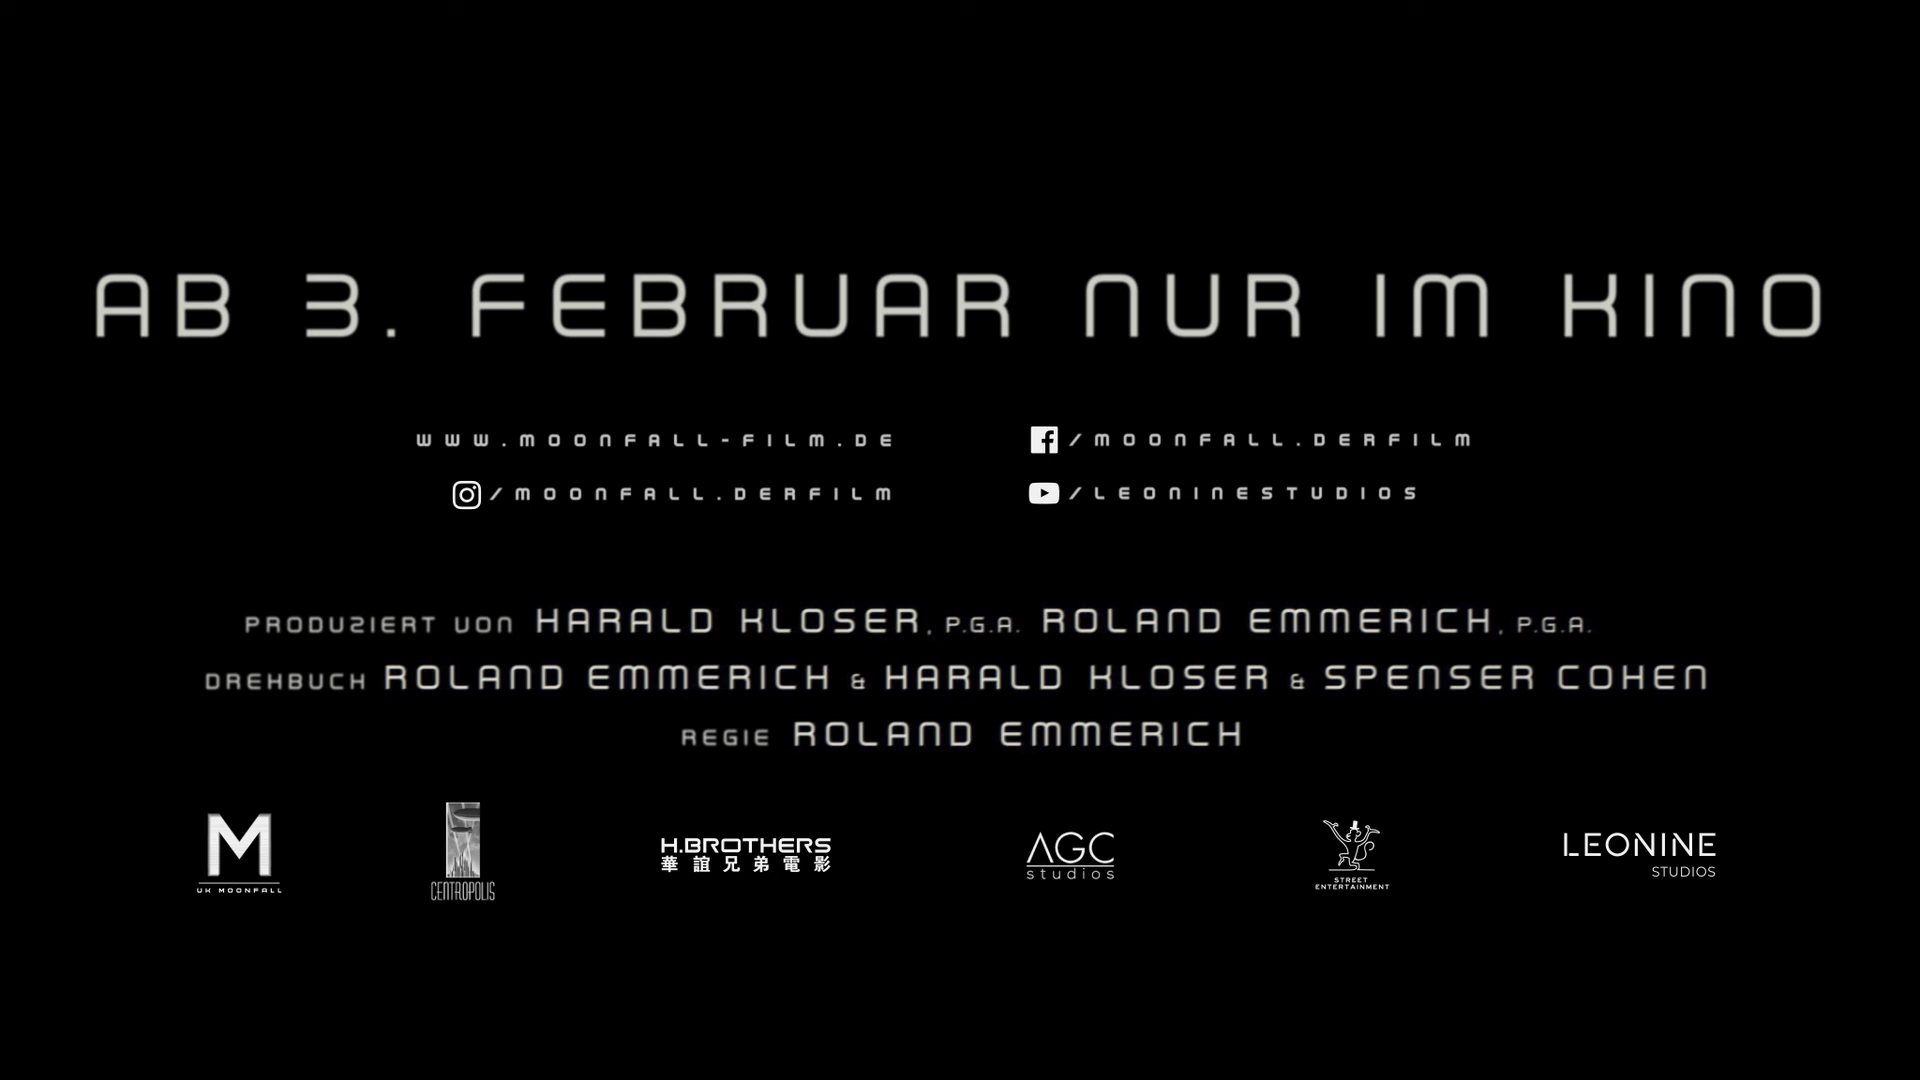 AB 3. FEBRUAR NUR IM KINO
WWW.MOONFALL-FILM.DE
/MOONFALL.DERFILM
/MOONFALL.DERFILM
/LEONINESTUDIOS
PRODUZIERT VON HARALD KLOSER, P.G.A. ROLAND EMMERICH, P.G.A.
DREHBUCH ROLAND EMMERICH & HARALD KLOSER & SPENSER COHEN
REGIE ROLAND EMMERICH
M
UK MOONFALL
CENTROPOLIS
H.BROTHERS
華誼兄弟電影
AGC
studios
STREET
ENTERTAINMENT
LEONINE
STUDIOS